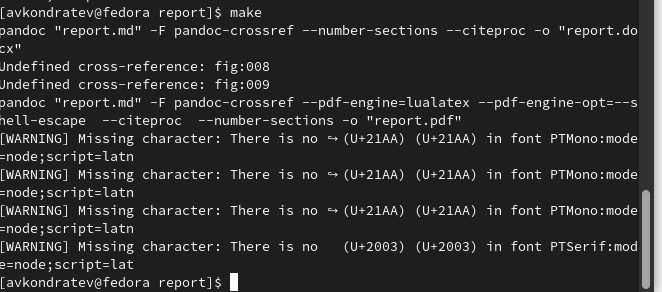 [avkondratev@fedora report]$ make
pandoc "report.md" -F pandoc-crossref --number-sections --citeproc -o "report.do
cx"
Undefined cross-reference: fig:008
Undefined cross-reference: fig:009
pandoc "report.md" -F pandoc-crossref --pdf-engine=lualatex --pdf-engine-opt=--s
hell-escape  --citeproc  --number-sections -o "report.pdf"
[WARNING] Missing character: There is no ↪ (U+21AA) (U+21AA) in font PTMono:mode
=node;script=latn
[WARNING] Missing character: There is no ↪ (U+21AA) (U+21AA) in font PTMono:mode
=node;script=latn
[WARNING] Missing character: There is no ↪ (U+21AA) (U+21AA) in font PTMono:mode
=node;script=latn
[WARNING] Missing character: There is no   (U+2003) (U+2003) in font PTSerif:mod
e=node;script=lat
[avkondratev@fedora report]$